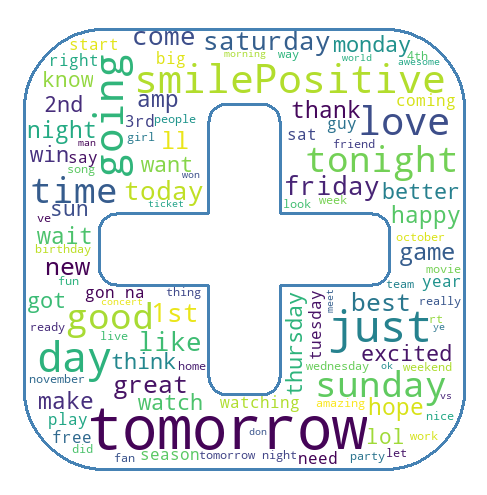 start come saturday monday
morning way 4th
right big world awesome
know going smilePositive
2nd amp coming
3rd people thank love
night ll girl guy
man sat friend
win say want tonight
song won
time today friday better
ticket look week
ve sun happy
wait october
birthday game
new fun gon na thing movie
team year
got concert thursday tuesday meet best really
good 1st just rt
ready live like ye
day think home wednesday ok excited
november weekend
great sunday vs
make watch watching amazing hope
play tomorrow nice
free don lol work
did season tomorrow night need party let
fan